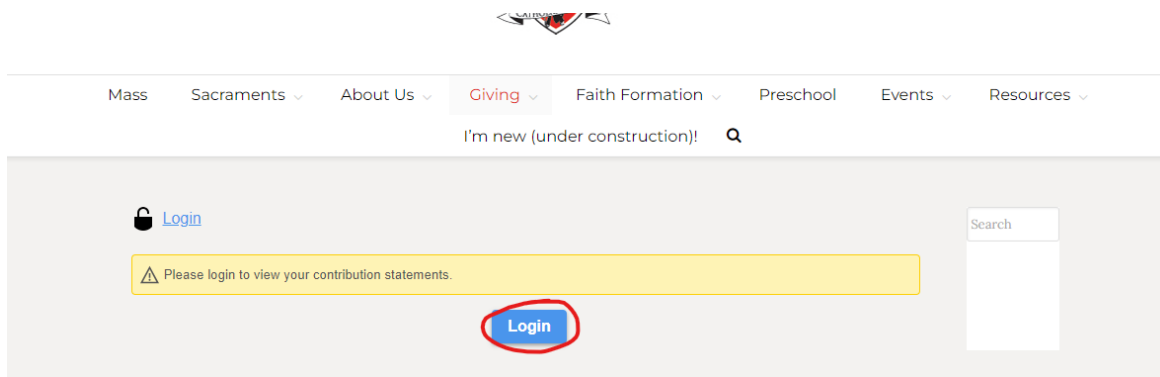 CATHOLIC
Mass Sacraments About Us Giving Faith Formation Preschool Events Resources
I'm new (under construction)!
Login
Search
Please login to view your contribution statements.
Login